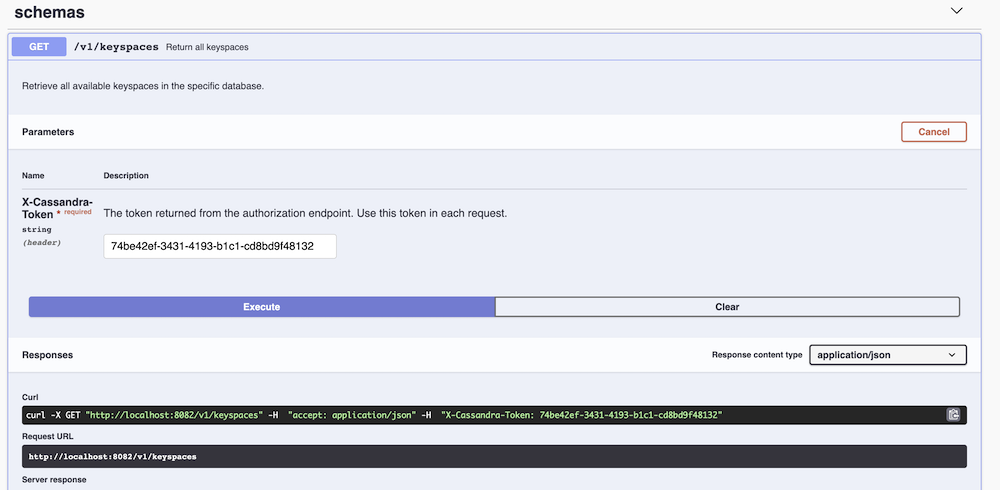 schemas
GET /v1/keyspaces Return all keyspaces
Retrieve all available keyspaces in the specific database.
Parameters
Cancel
Name Description
X-Cassandra-
Token * required
string
(header)
The token returned from the authorization endpoint. Use this token in each request.
74be42ef-3431-4193-b1c1-cd8bd9f48132
Execute Clear
Responses Response content type application/json
Curl
curl -X GET "http://localhost:8082/v1/keyspaces" -H  "accept: application/json" -H  "X-Cassandra-Token: 74be42ef-3431-4193-b1c1-cd8bd9f48132"
Request URL
http://localhost:8082/v1/keyspaces
Server response